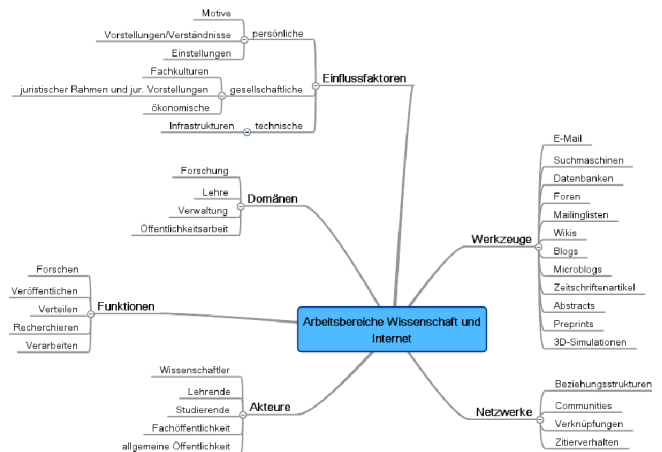 Motive
Vorstellungen/Verständnisse
persönliche
Einstellungen
Fachkulturen
juristischer Rahmen und jur. Vorstellungen
gesellschaftliche
ökonomische
Infrastrukturen
technische
Einflussfaktoren
Forschung
Lehre
Verwaltung
Öffentlichkeitsarbeit
Domänen
Forschen
Veröffentlichen
Verteilen
Recherchieren
Verarbeiten
Funktionen
Arbeitsbereiche Wissenschaft und
Internet
Wissenschaftler
Lehrende
Studierende
Fachöffentlichkeit
allgemeine Öffentlichkeit
Akteure
Werkzeuge
E-Mail
Suchmaschinen
Datenbanken
Foren
Mailinglisten
Wikis
Blogs
Microblogs
Zeitschriftenartikel
Abstracts
Preprints
3D-Simulationen
Netzwerke
Beziehungsstrukturen
Communities
Verknüpfungen
Zitierverhalten